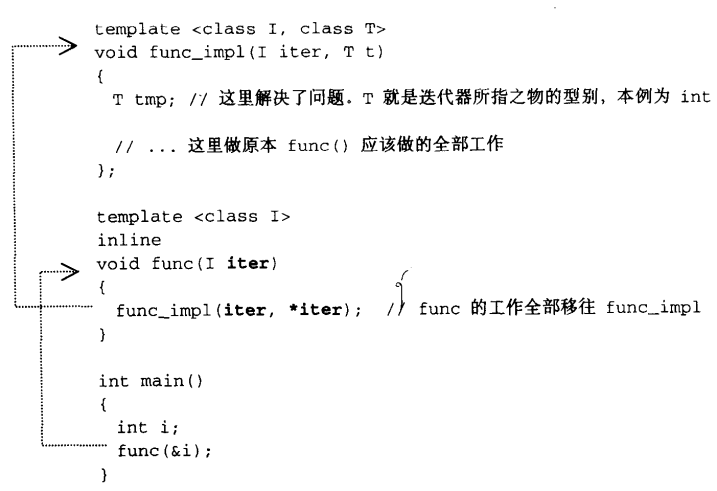 template <class I, class T>
void func_impl(I iter, T t)
{
T tmp; // 这里解决了问题。T 就是迭代器所指之物的型别，本例为 int
// ... 这里做原本 func() 应该做的全部工作
};
template <class I>
inline
void func(I iter)
{
func_impl(iter, *iter); // func 的工作全部移往 func_impl
}
int main()
{
int i;
func(&i);
}